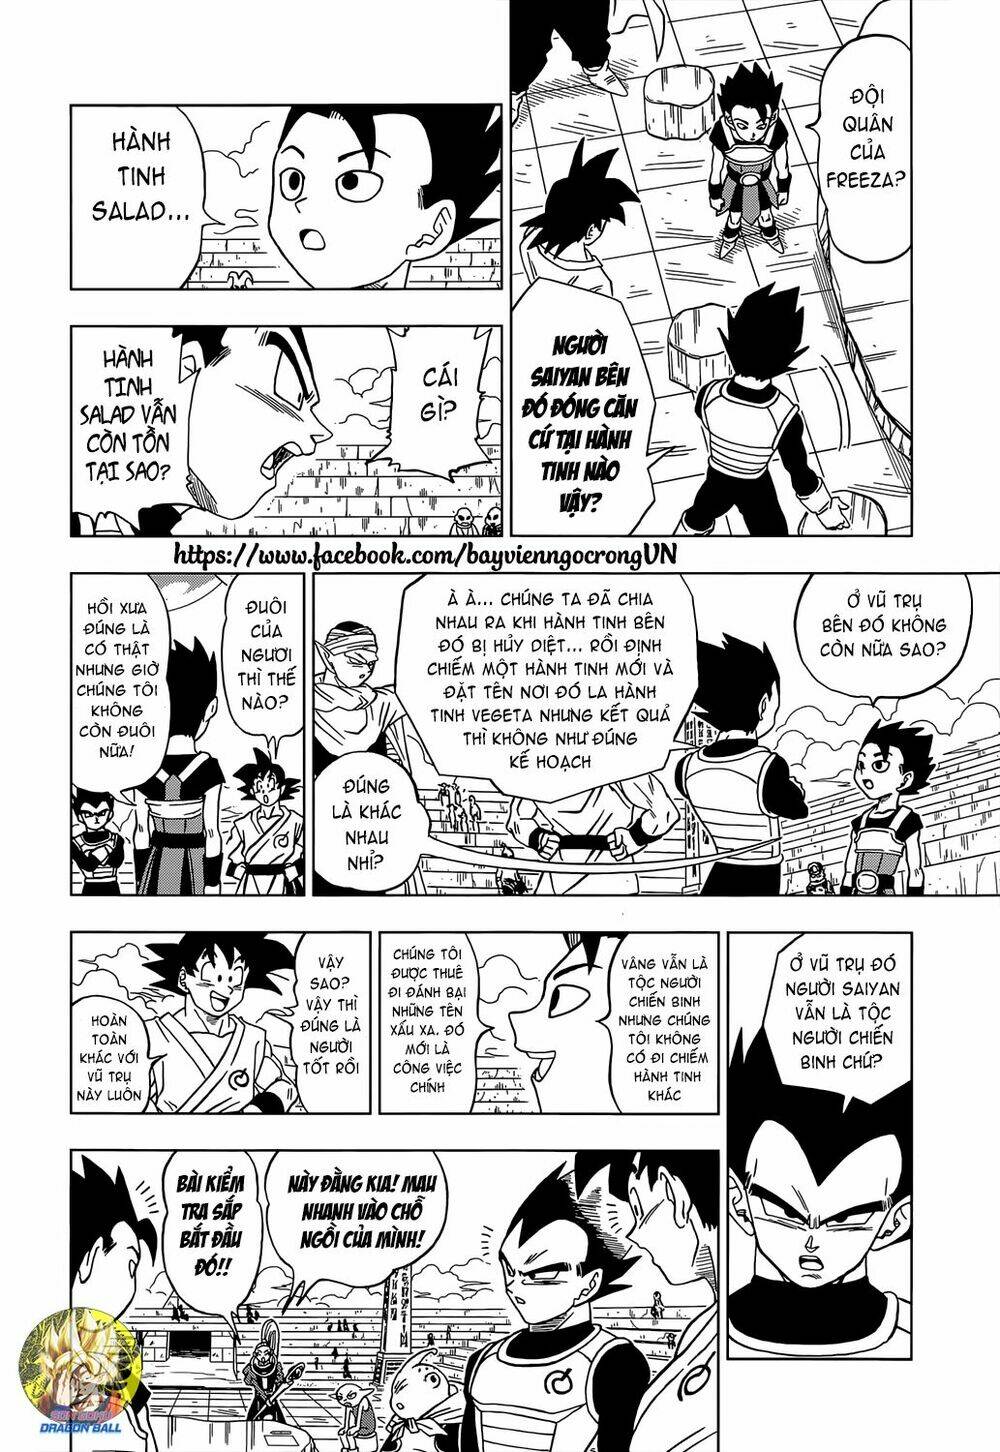 ĐỘI
QUÂN
CỦA
FREEZA?
NGƯỜI
SAIYAN BÊN
ĐÓ ĐÓNG CĂN
CỨ TẠI HÀNH
TINH NÀO
VẬY?
HÀNH
TINH
SALAD...
CÁI
GÌ?
HÀNH
TINH
SALAD VẪN
CÒN TỒN
TẠI SAO?
https://www.facebook.com/bayvienngocrongVN
Ở VŨ TRỤ
BÊN ĐÓ KHÔNG
CÒN NỮA SAO?
À À... CHÚNG TA ĐÃ CHIA
NHAU RA KHI HÀNH TINH BÊN
ĐÓ BỊ HỦY DIỆT... RỒI ĐỊNH
CHIẾM MỘT HÀNH TINH MỚI VÀ
ĐẶT TÊN NƠI ĐÓ LA HÀNH
TINH VEGETA NHƯNG KẾT QUẢ
THÌ KHÔNG NHƯ ĐÚNG
KẾ HOẠCH
ĐÚNG
LÀ KHÁC
NHAU
NHỈ?
ĐUÔI
CỦA
NGƯƠI
THÌ THẾ
NÀO?
HỒI XƯA
ĐÚNG LÀ
CÓ THẬT
NHƯNG GIỜ
CHÚNG TÔI
KHÔNG
CÒN ĐUÔI
NỮA!
Ở VŨ TRỤ ĐÓ
NGƯỜI SAIYAN
VẪN LÀ TỘC
NGƯỜI CHIẾN
BINH CHỨ?
VÂNG VẪN LÀ
TỘC NGƯỜI
CHIẾN BINH
NHƯNG CHÚNG
TÔI KHÔNG
CÓ ĐI CHIẾM
HÀNH TINH
KHÁC
CHÚNG TÔI
ĐƯỢC THUÊ
ĐI ĐÁNH BẠI
NHỮNG TÊN
XẤU XA. ĐÓ
MỚI LÀ
CÔNG VIỆC
CHÍNH
VẬY
SAO?
VẬY THÌ
ĐÚNG LÀ
NGƯỜI
TỐT RỒI
HOÀN
TOÀN
KHÁC VỚI
VŨ TRỤ
NÀY LUÔN
NÀY ĐẰNG KIA! MAU
NHANH VÀO CHỖ
NGỒI CỦA MÌNH!
BÀI KIỂM
TRA SẮP
BẮT ĐẦU
ĐÓ!!
SON GOKU
DRAGON BALL